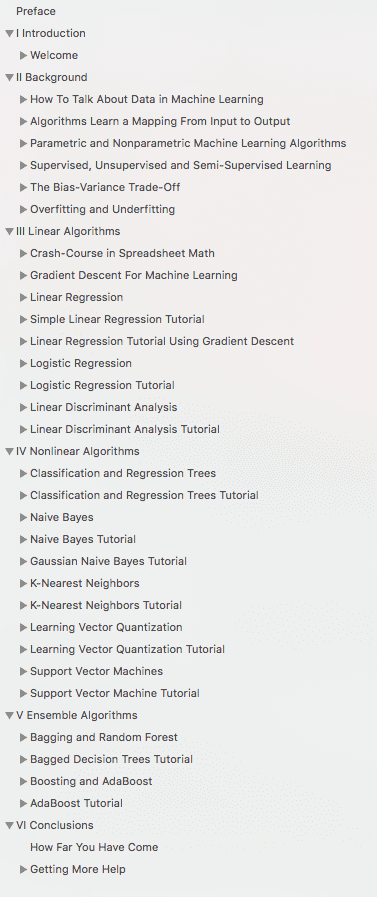 Preface
I Introduction
Welcome
II Background
How To Talk About Data in Machine Learning
Algorithms Learn a Mapping From Input to Output
Parametric and Nonparametric Machine Learning Algorithms
Supervised, Unsupervised and Semi-Supervised Learning
The Bias-Variance Trade-Off
Overfitting and Underfitting
III Linear Algorithms
Crash-Course in Spreadsheet Math
Gradient Descent For Machine Learning
Linear Regression
Simple Linear Regression Tutorial
Linear Regression Tutorial Using Gradient Descent
Logistic Regression
Logistic Regression Tutorial
Linear Discriminant Analysis
Linear Discriminant Analysis Tutorial
IV Nonlinear Algorithms
Classification and Regression Trees
Classification and Regression Trees Tutorial
Naive Bayes
Naive Bayes Tutorial
Gaussian Naive Bayes Tutorial
K-Nearest Neighbors
K-Nearest Neighbors Tutorial
Learning Vector Quantization
Learning Vector Quantization Tutorial
Support Vector Machines
Support Vector Machine Tutorial
V Ensemble Algorithms
Bagging and Random Forest
Bagged Decision Trees Tutorial
Boosting and AdaBoost
AdaBoost Tutorial
VI Conclusions
How Far You Have Come
Getting More Help